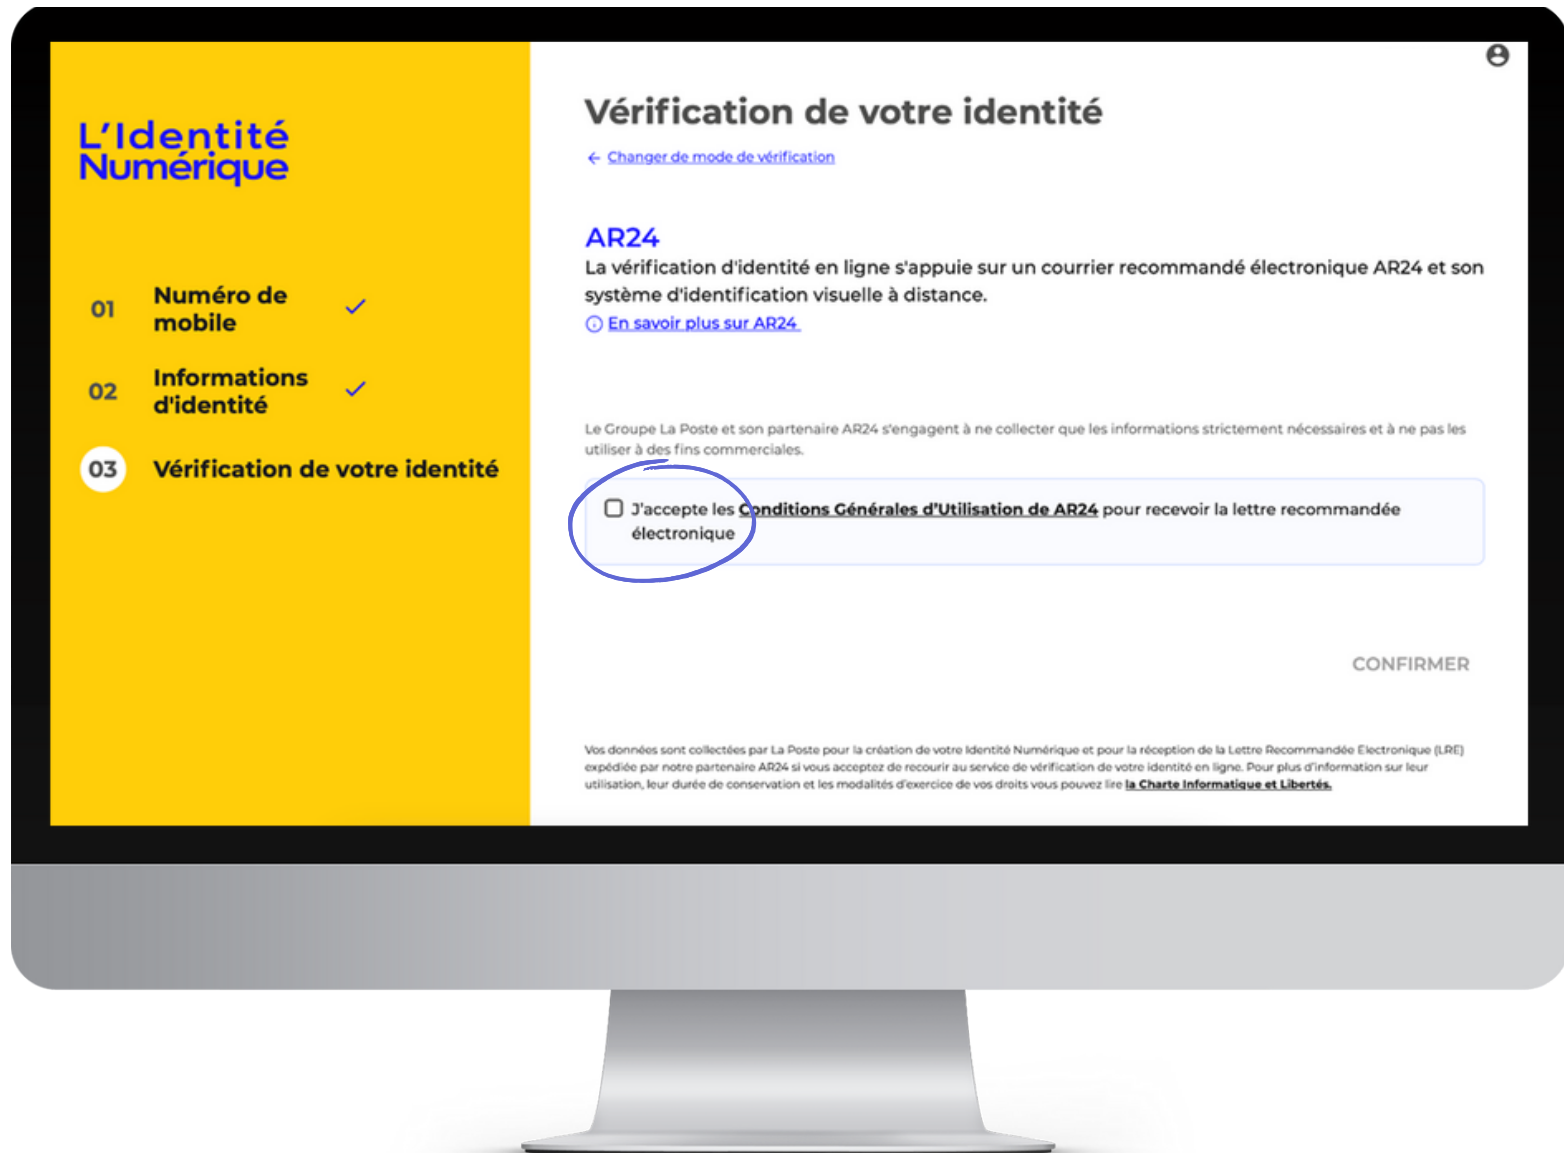 L'Identité
Numérique
01 Numéro de
mobile
02 Informations
d'identité
03 Vérification de votre identité
Vérification de votre identité
← Changer de mode de vérification
AR24
La vérification d'identité en ligne s'appuie sur un courrier recommandé électronique AR24 et son
système d'identification visuelle à distance.
En savoir plus sur AR24
Le Groupe La Poste et son partenaire AR24 s'engagent à ne collecter que les informations strictement nécessaires et à ne pas les
utiliser à des fins commerciales.
J'accepte les Conditions Générales d'Utilisation de AR24 pour recevoir la lettre recommandée
électronique
CONFIRMER
Vos données sont collectées par La Poste pour la création de votre Identité Numérique et pour la réception de la Lettre Recommandée Electronique (LRE)
expédiée par notre partenaire AR24 si vous acceptez de recourir au service de vérification de votre identité en ligne. Pour plus d'information sur leur
utilisation, leur durée de conservation et les modalités d'exercice de vos droits vous pouvez lire la Charte Informatique et Libertés.